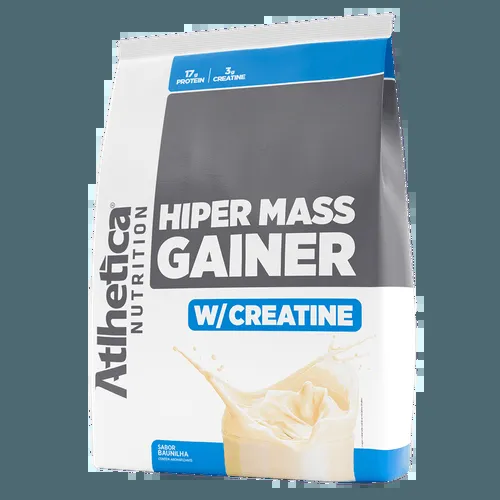 17g PROTEIN | 3g CREATINE
Atlhetica®
NUTRITION
HIPER MASS
GAINER
W/CREATINE
SABOR
BAUNILHA